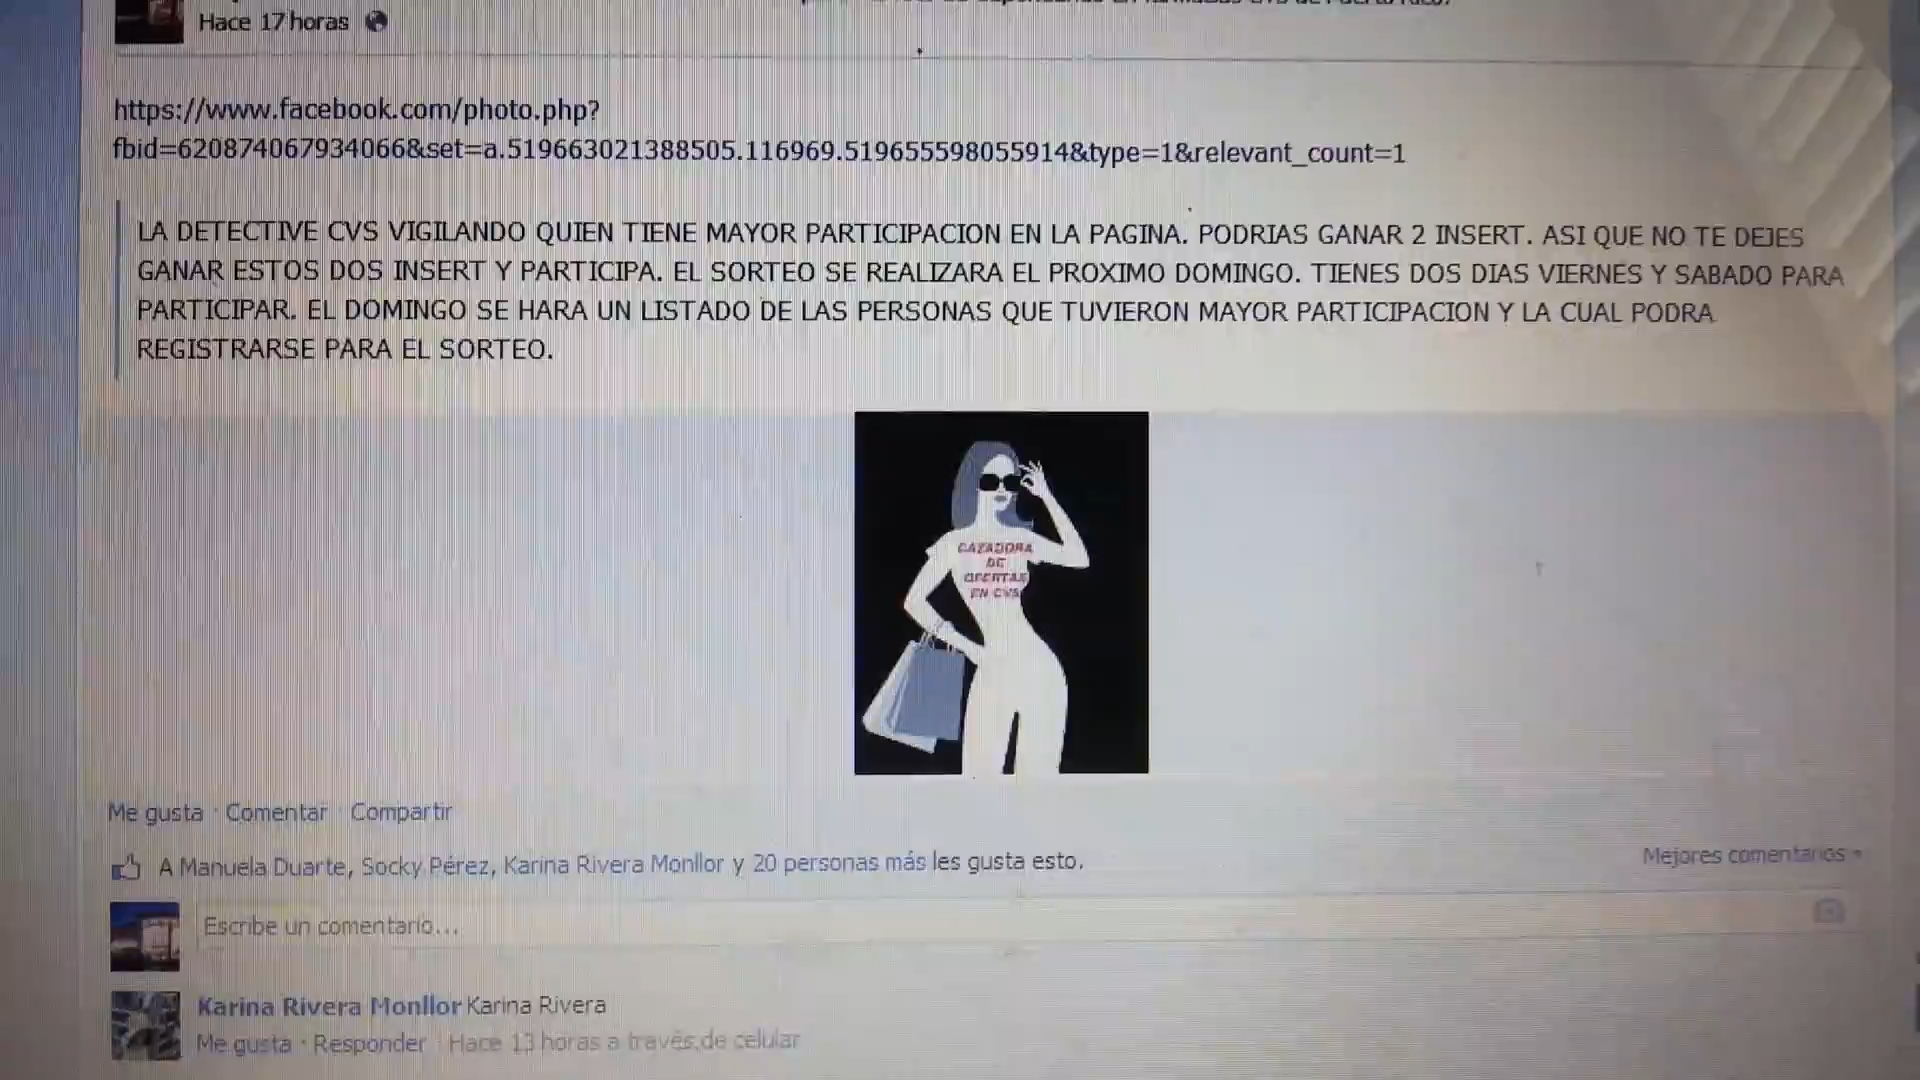 Hace 17 horas
https://www.facebook.com/photo.php?
fbid=620874067934066&set=a.519663021388505.116969.519655598055914&type=1&relevant_count=1
LA DETECTIVE CVS VIGILANDO QUIEN TIENE MAYOR PARTICIPACION EN LA PAGINA. PODRIAS GANAR 2 INSERT. ASI QUE NO TE DEJES
GANAR ESTOS DOS INSERT Y PARTICIPA. EL SORTEO SE REALIZARA EL PROXIMO DOMINGO. TIENES DOS DIAS VIERNES Y SABADO PARA
PARTICIPAR. EL DOMINGO SE HARA UN LISTADO DE LAS PERSONAS QUE TUVIERON MAYOR PARTICIPACION Y LA CUAL PODRA
REGISTRARSE PARA EL SORTEO.
CAZADORA
DE
OFERTAS
EN CVS
Me gusta · Comentar · Compartir
A Manuela Duarte, Socky Pérez, Karina Rivera Monllor y 20 personas más les gusta esto.
Mejores comentarios
Escribe un comentario...
Karina Rivera Monllor Karina Rivera
Me gusta · Responder · Hace 13 horas a través de celular